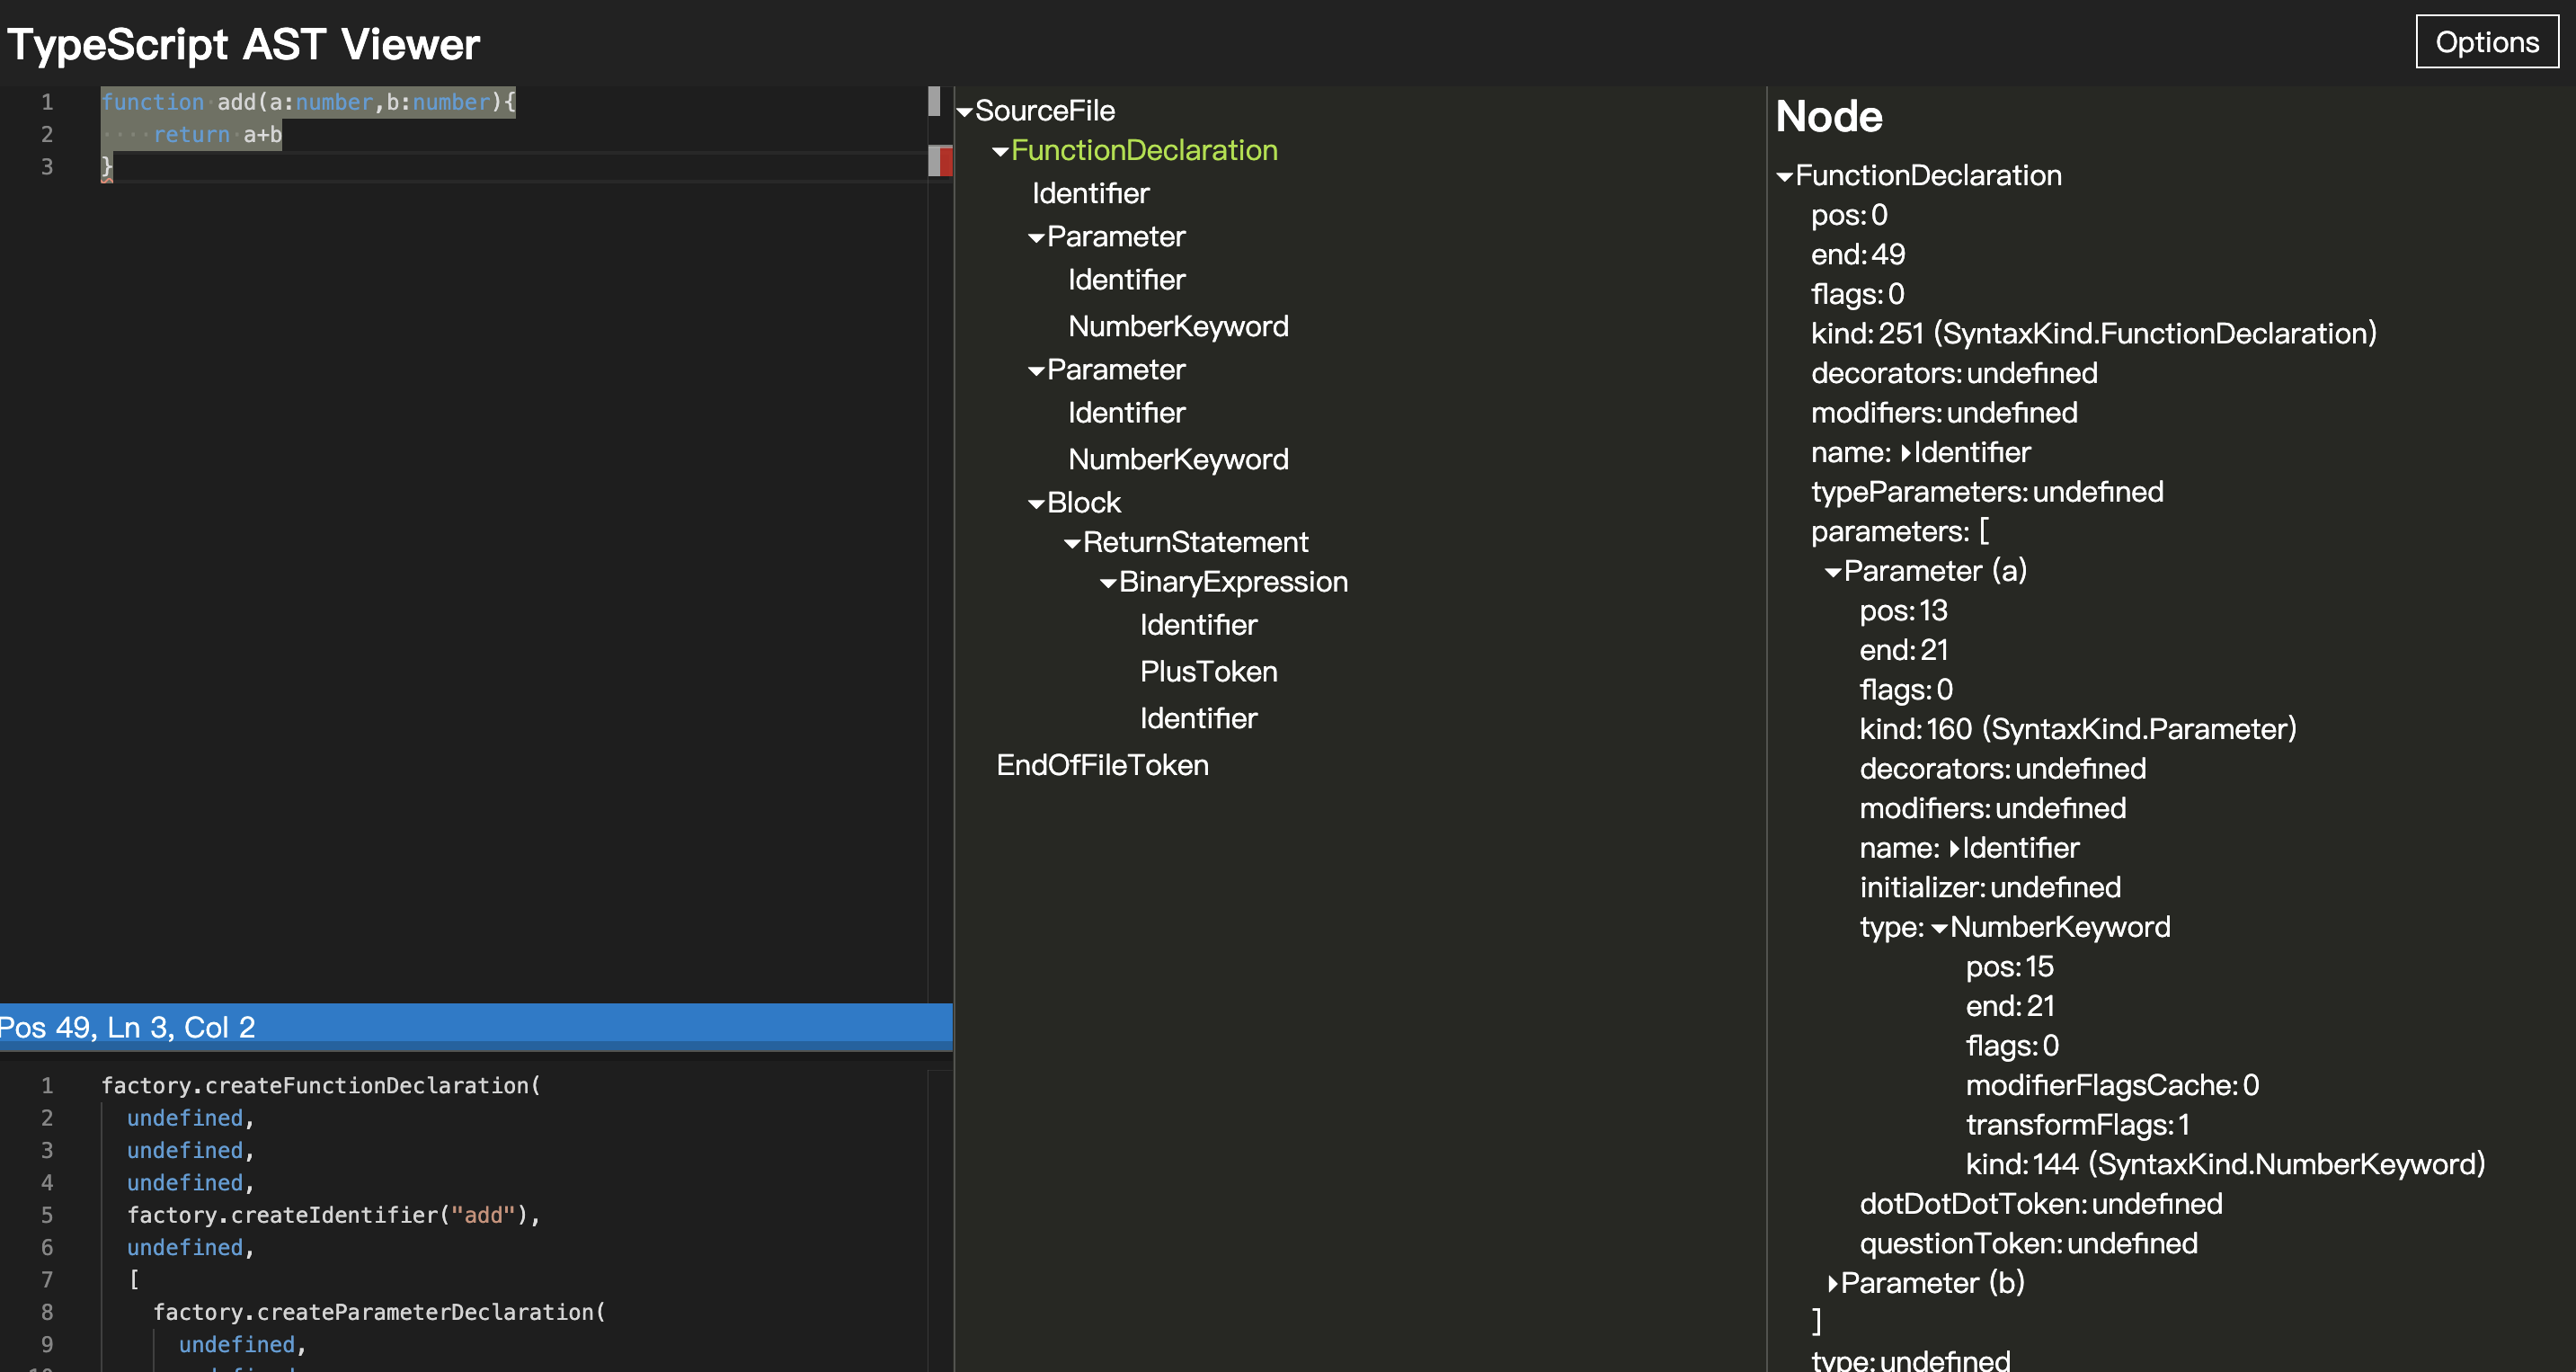 TypeScript AST Viewer
Options
1 function add(a:number,b:number){
2 ····return a+b
3 }
Pos 49, Ln 3, Col 2
1 factory.createFunctionDeclaration(
2 undefined,
3 undefined,
4 undefined,
5 factory.createIdentifier("add"),
6 undefined,
7 [
8 factory.createParameterDeclaration(
9 undefined,
SourceFile
FunctionDeclaration
Identifier
Parameter
Identifier
NumberKeyword
Parameter
Identifier
NumberKeyword
Block
ReturnStatement
BinaryExpression
Identifier
PlusToken
Identifier
EndOfFileToken
Node
FunctionDeclaration
pos:0
end:49
flags:0
kind:251 (SyntaxKind.FunctionDeclaration)
decorators:undefined
modifiers:undefined
name: Identifier
typeParameters:undefined
parameters: [
Parameter (a)
pos:13
end:21
flags:0
kind:160 (SyntaxKind.Parameter)
decorators:undefined
modifiers:undefined
name: Identifier
initializer:undefined
type: NumberKeyword
pos:15
end:21
flags:0
modifierFlagsCache:0
transformFlags:1
kind:144 (SyntaxKind.NumberKeyword)
dotDotDotToken:undefined
questionToken:undefined
Parameter (b)
]
type:undefined